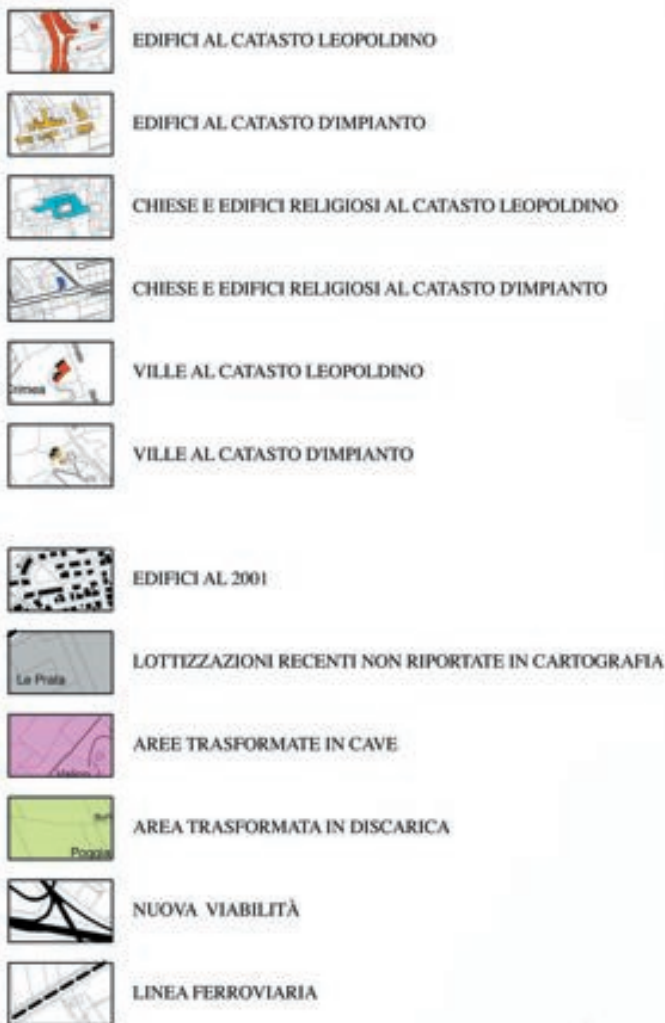 EDIFICI AL CATASTO LEOPOLDINO
EDIFICI AL CATASTO D'IMPIANTO
CHIESE E EDIFICI RELIGIOSI AL CATASTO LEOPOLDINO
CHIESE E EDIFICI RELIGIOSI AL CATASTO D'IMPIANTO
VILLE AL CATASTO LEOPOLDINO
VILLE AL CATASTO D'IMPIANTO
EDIFICI AL 2001
La Prata
LOTTIZZAZIONI RECENTI NON RIPORTATE IN CARTOGRAFIA
AREE TRASFORMATE IN CAVE
Poggia
AREA TRASFORMATA IN DISCARICA
NUOVA VIABILITÀ
LINEA FERROVIARIA